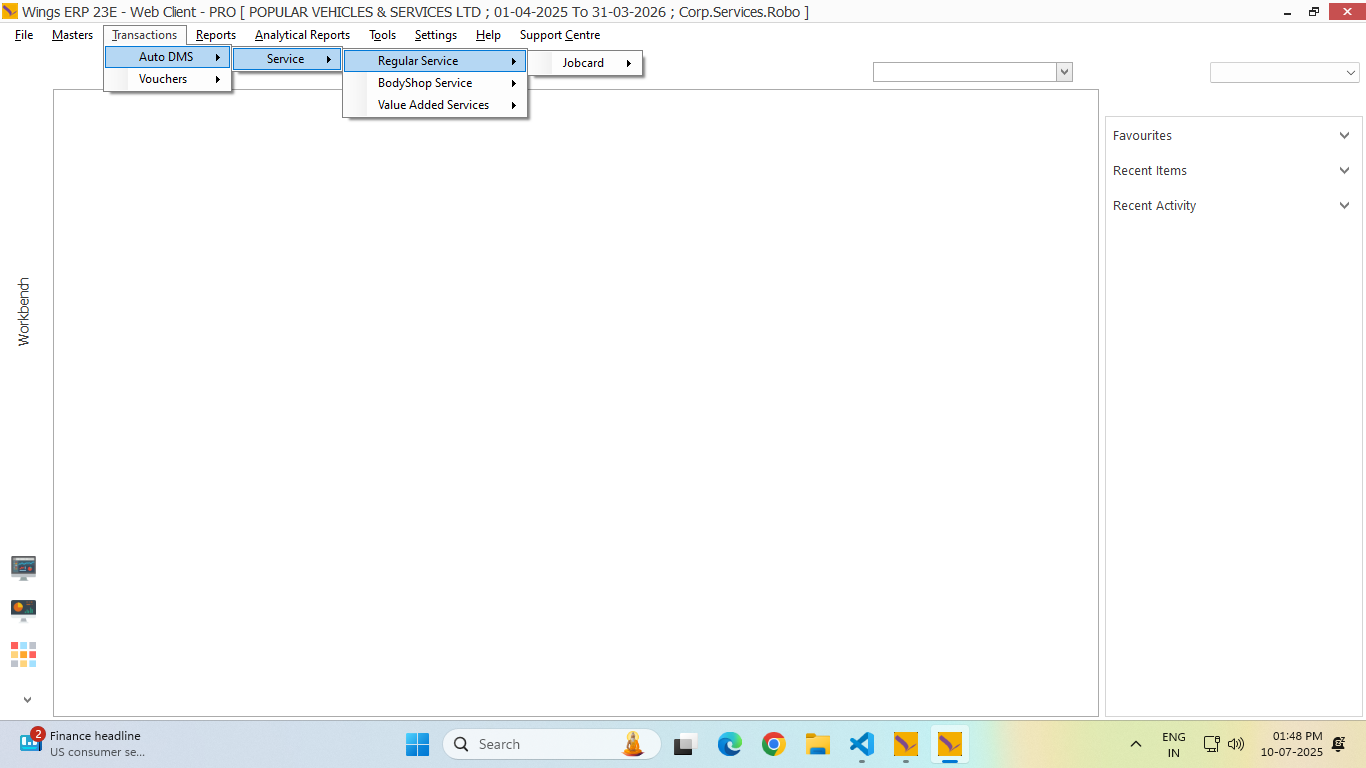 Wings ERP 23E - Web Client - PRO [ POPULAR VEHICLES & SERVICES LTD ; 01-04-2025 To 31-03-2026 ; Corp.Services.Robo ]
File Masters Transactions Reports Analytical Reports Tools Settings Help Support Centre
Auto DMS Service Regular Service Jobcard
Vouchers BodyShop Service
Value Added Services
Favourites
Recent Items
Recent Activity
Workbench
2 Finance headline
US consumer se...
Search
ENG
IN
01:48 PM
10-07-2025